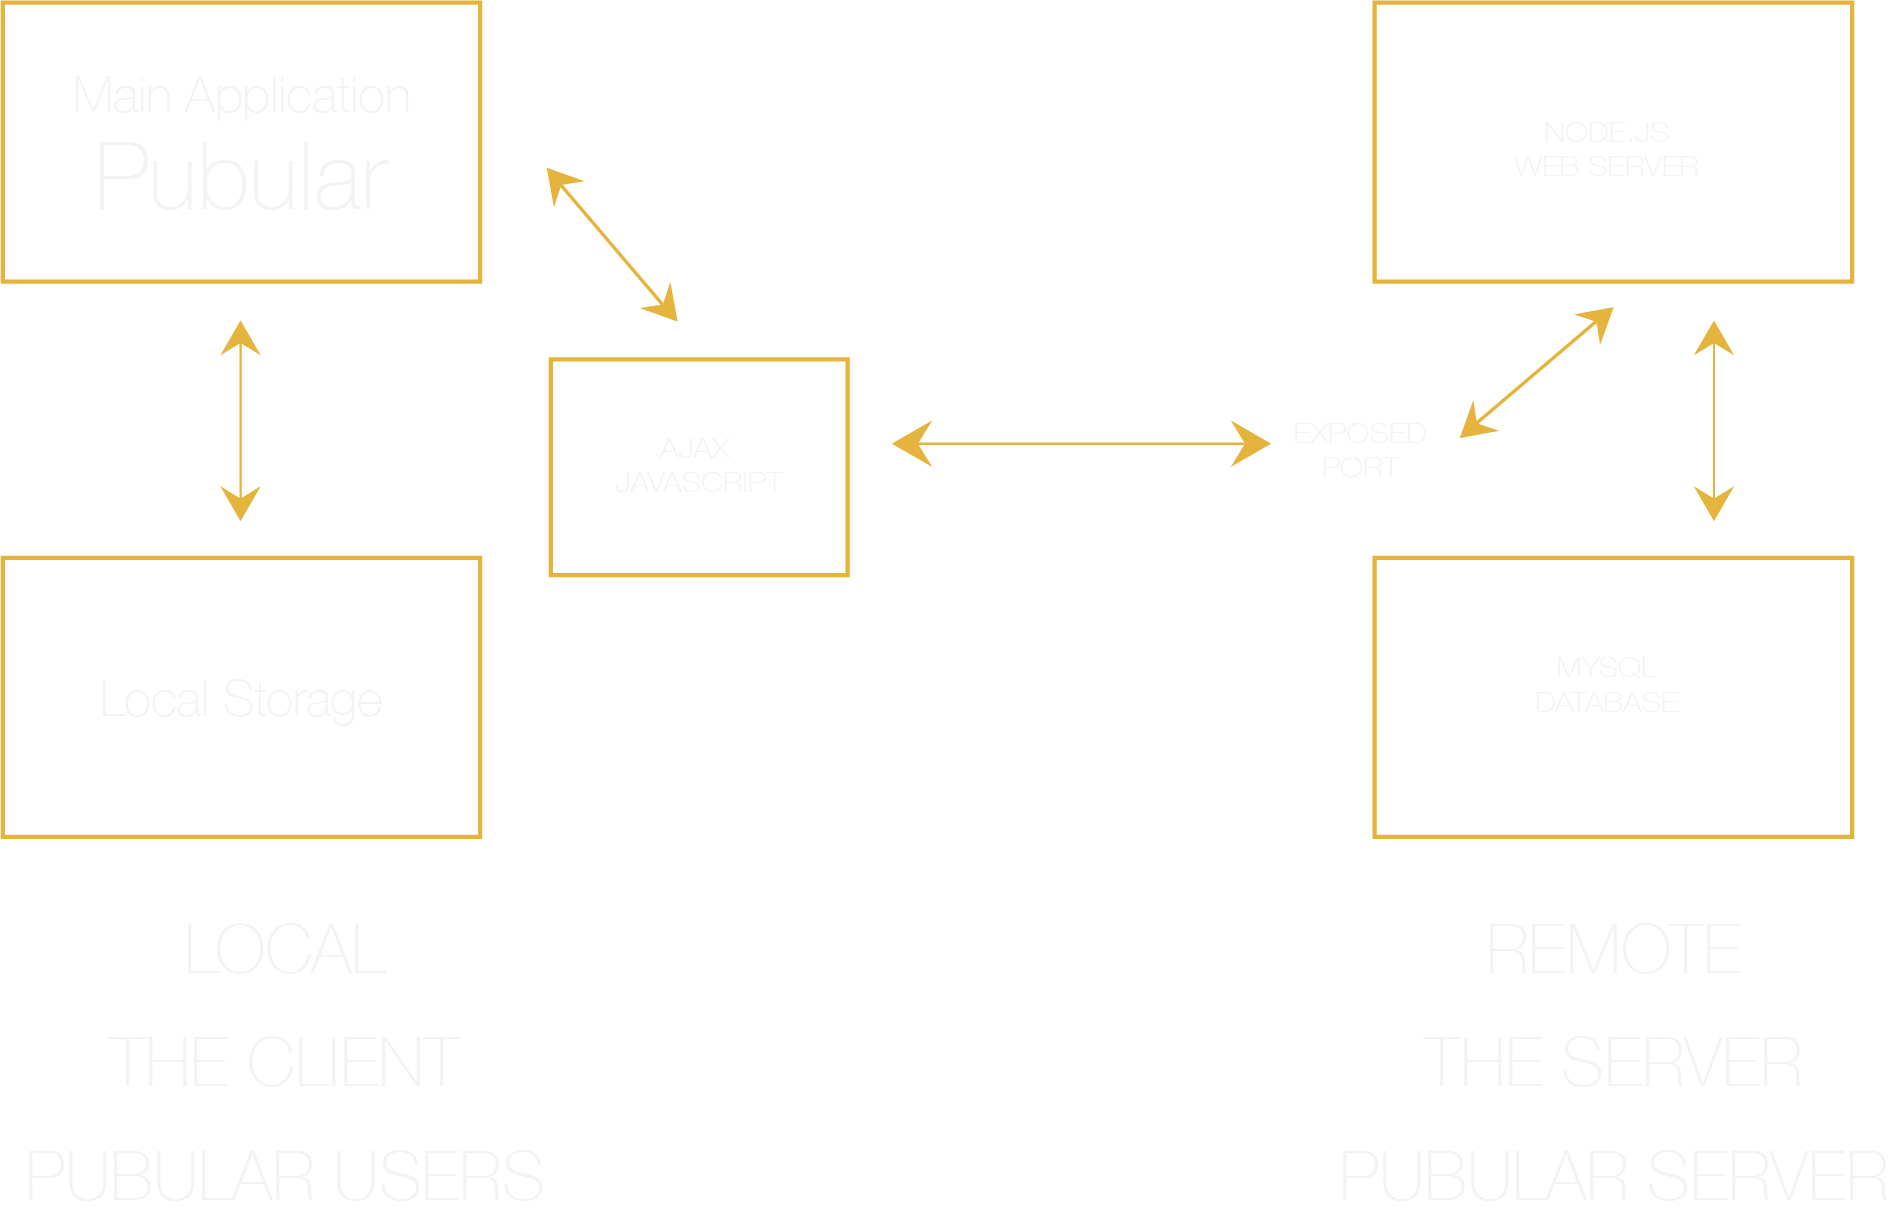 Main Application
Pubular
NODE.JS
WEB SERVER
AJAX
JAVASCRIPT
EXPOSED
PORT
Local Storage
MYSQL
DATABASE
LOCAL
THE CLIENT
PUBULAR USERS
REMOTE
THE SERVER
PUBULAR SERVER